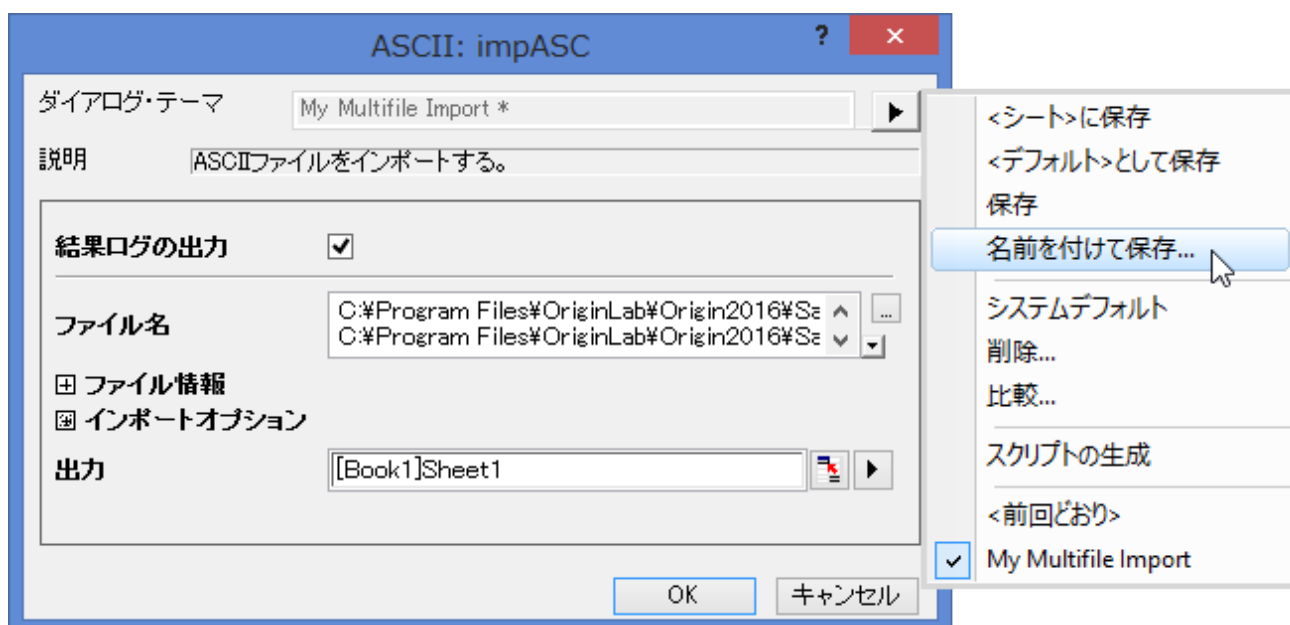 ASCII: impASC
?
×
ダイアログ・テーマ
My Multifile Import *
説明
ASCIIファイルをインポートする。
結果ログの出力
ファイル名
C:¥Program Files¥OriginLab¥Origin2016¥Sa
C:¥Program Files¥OriginLab¥Origin2016¥Sa
...
ファイル情報
インポートオプション
出力
[Book1]Sheet1
OK
キャンセル
<シート>に保存
<デフォルト>として保存
保存
名前を付けて保存...
システムデフォルト
削除...
比較...
スクリプトの生成
<前回どおり>
My Multifile Import